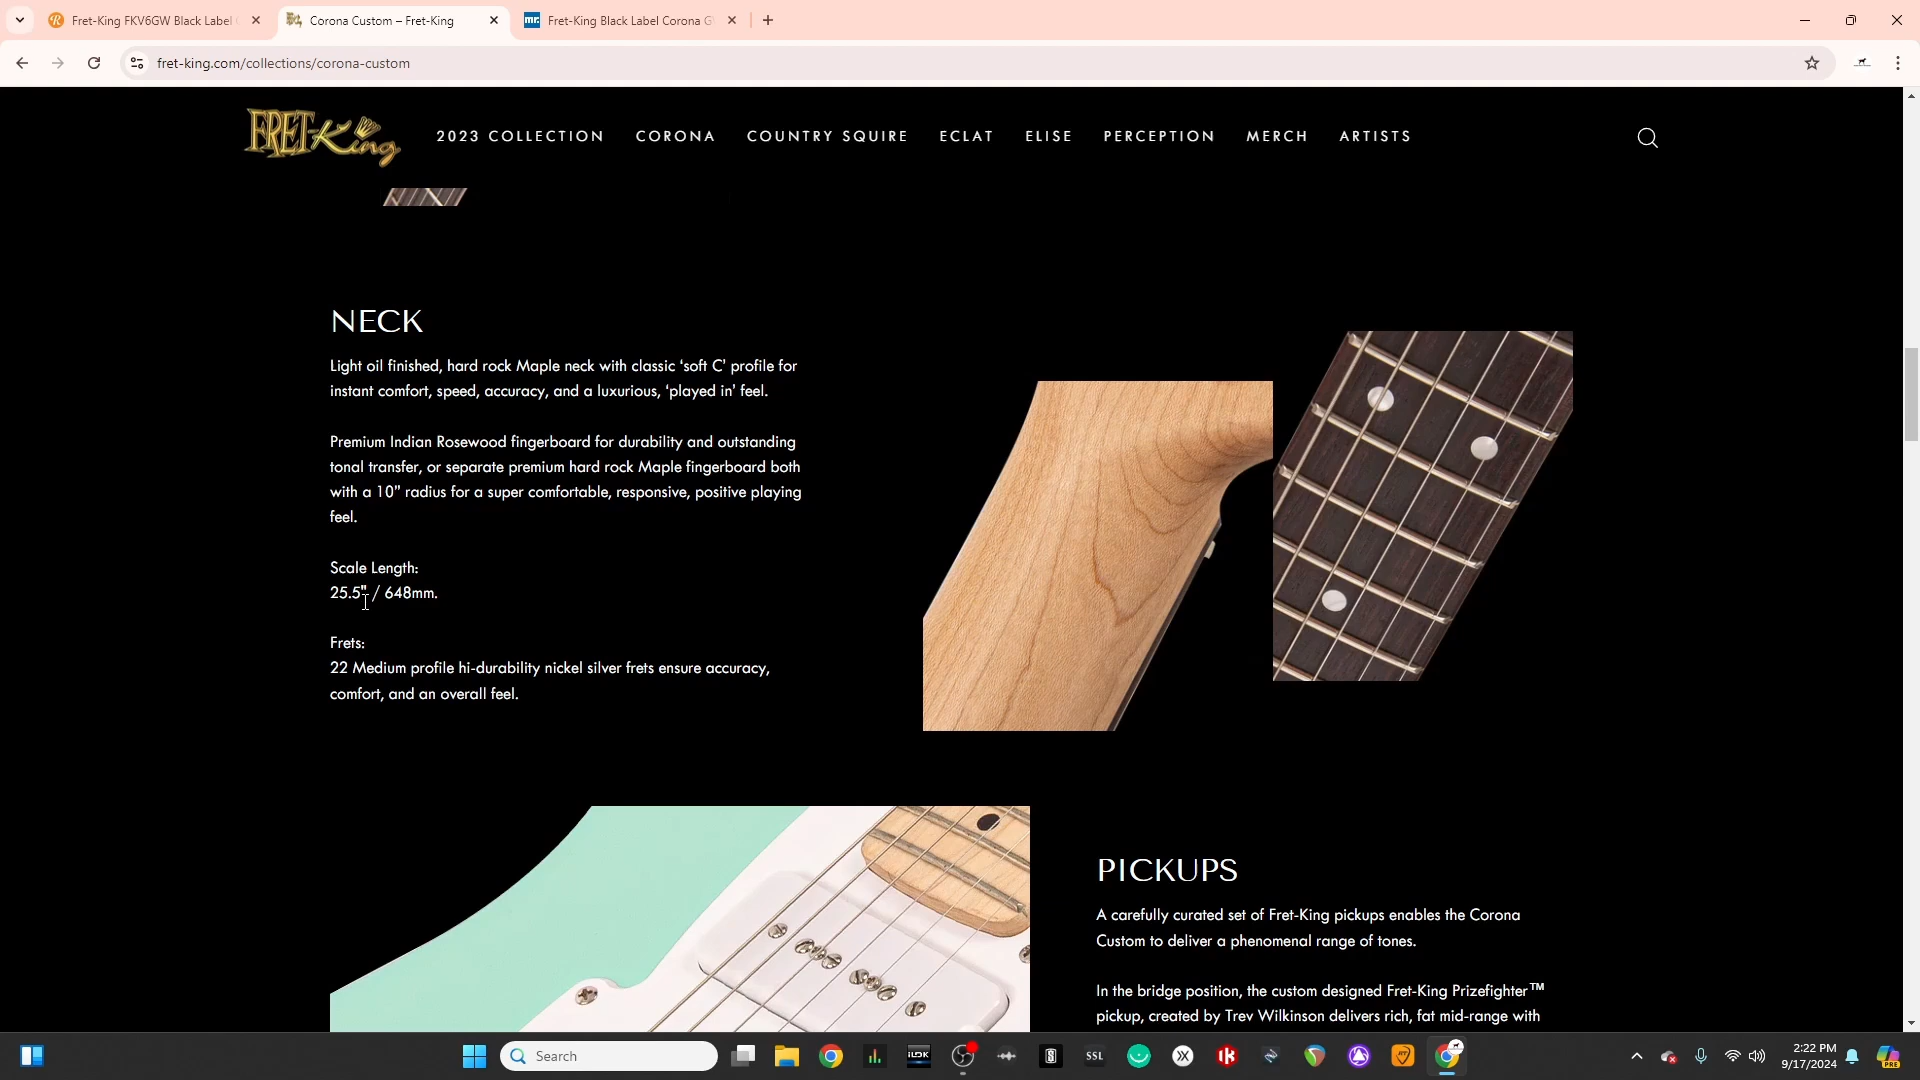 Fret-King FKV6GW Black Label
Corona Custom – Fret-King
mr. Fret-King Black Label Corona G
fret-king.com/collections/corona-custom
FRET-King
2023 COLLECTION
CORONA
COUNTRY SQUIRE
ECLAT
ELISE
PERCEPTION
MERCH
ARTISTS
NECK
Light oil finished, hard rock Maple neck with classic ‘soft C’ profile for
instant comfort, speed, accuracy, and a luxurious, ‘played in’ feel.
Premium Indian Rosewood fingerboard for durability and outstanding
tonal transfer, or separate premium hard rock Maple fingerboard both
with a 10” radius for a super comfortable, responsive, positive playing
feel.
Scale Length:
25.5" / 648mm.
Frets:
22 Medium profile hi-durability nickel silver frets ensure accuracy,
comfort, and an overall feel.
PICKUPS
A carefully curated set of Fret-King pickups enables the Corona
Custom to deliver a phenomenal range of tones.
In the bridge position, the custom designed Fret-King Prizefighter™
pickup, created by Trev Wilkinson delivers rich, fat mid-range with
Search
SSL
2:22 PM
9/17/2024
PRE